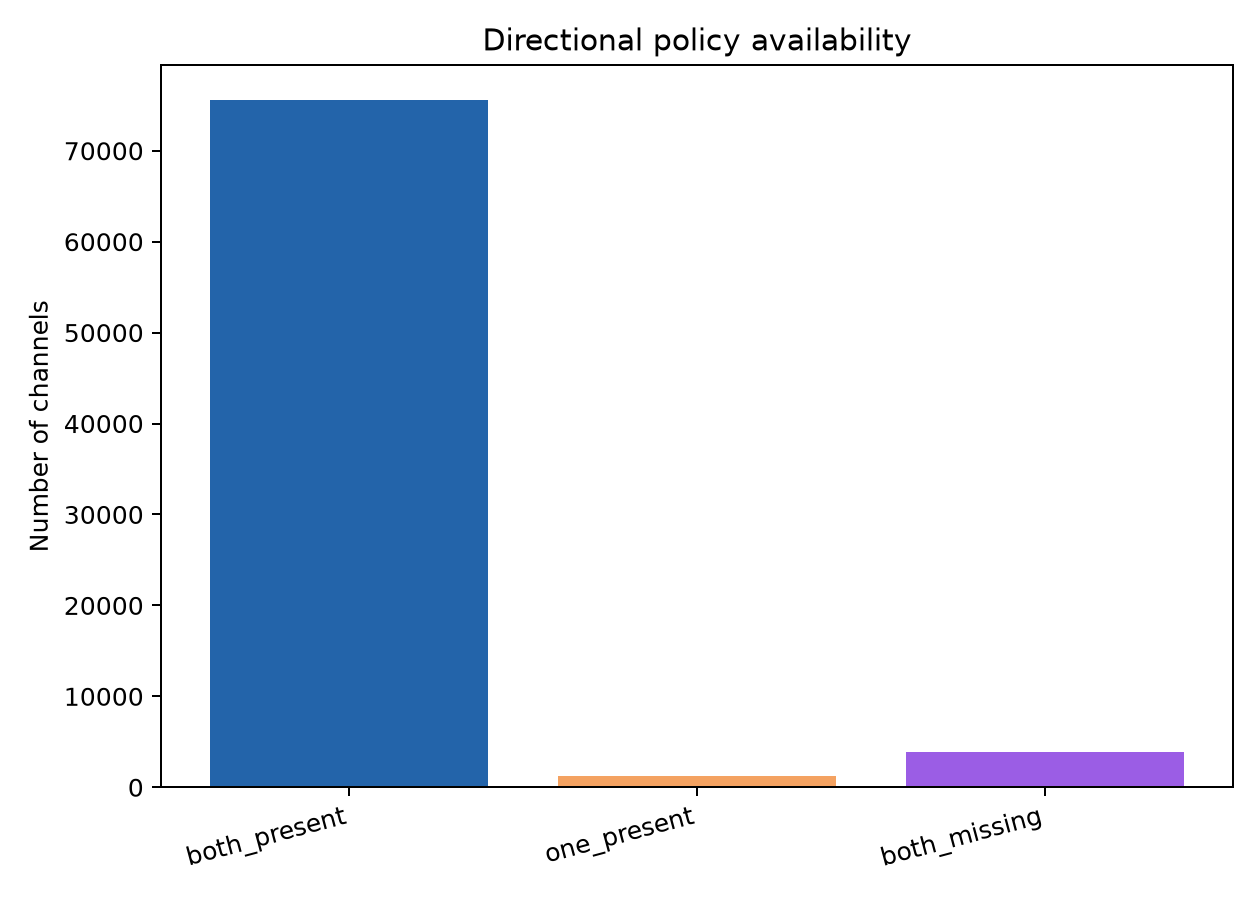 Directional policy availability
Number of channels
70000
60000
50000
40000
30000
20000
10000
0
both_present
one_present
both_missing